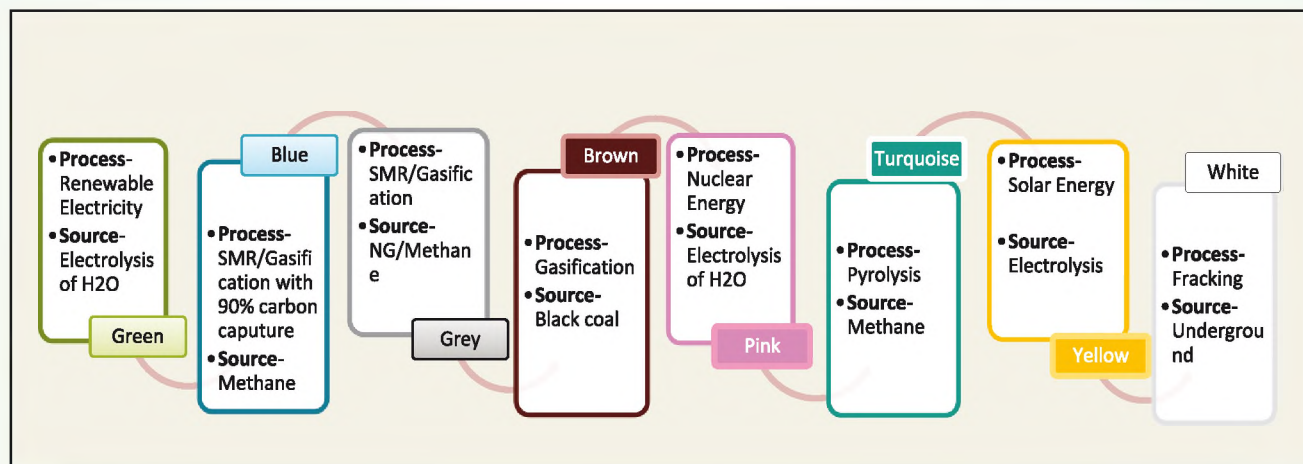 • Process-
Renewable
Electricity
• Source-
Electrolysis
of H2O
Green
Blue
• Process-
SMR/Gasifi
cation with
90% carbon
caputure
• Source-
Methane
• Process-
SMR/Gasific
ation
• Source-
NG/Methan
e
Grey
Brown
• Process-
Gasification
• Source-
Black coal
• Process-
Nuclear
Energy
• Source-
Electrolysis
of H2O
Pink
Turquoise
• Process-
Pyrolysis
• Source-
Methane
• Process-
Solar Energy
• Source-
Electrolysis
Yellow
White
• Process-
Fracking
• Source-
Undergrou
nd